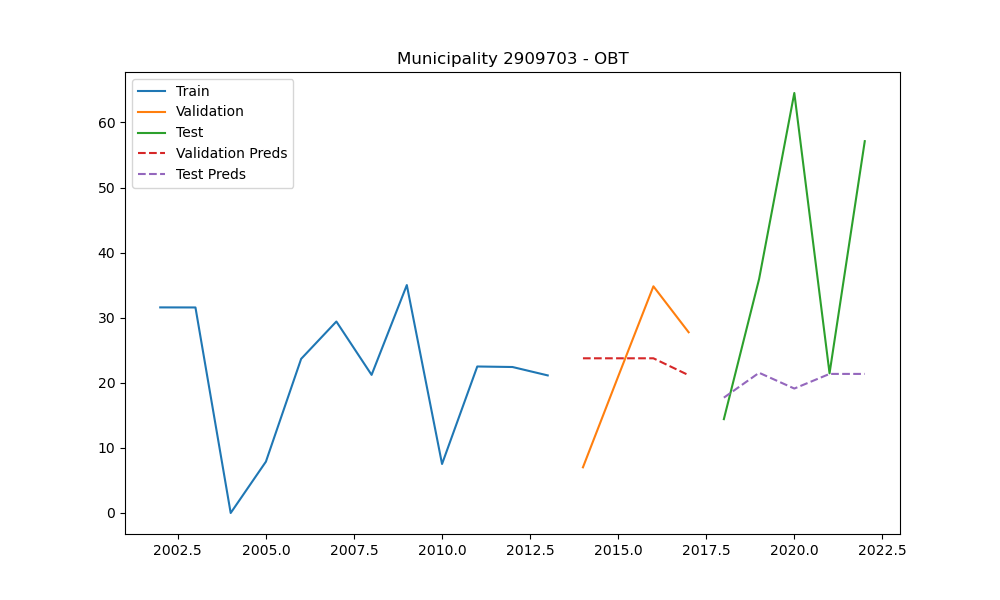 Municipality 2909703 - OBT
Train
Validation
Test
Validation Preds
Test Preds
60
50
40
30
20
10
0
2002.5 2005.0 2007.5 2010.0 2012.5 2015.0 2017.5 2020.0 2022.5